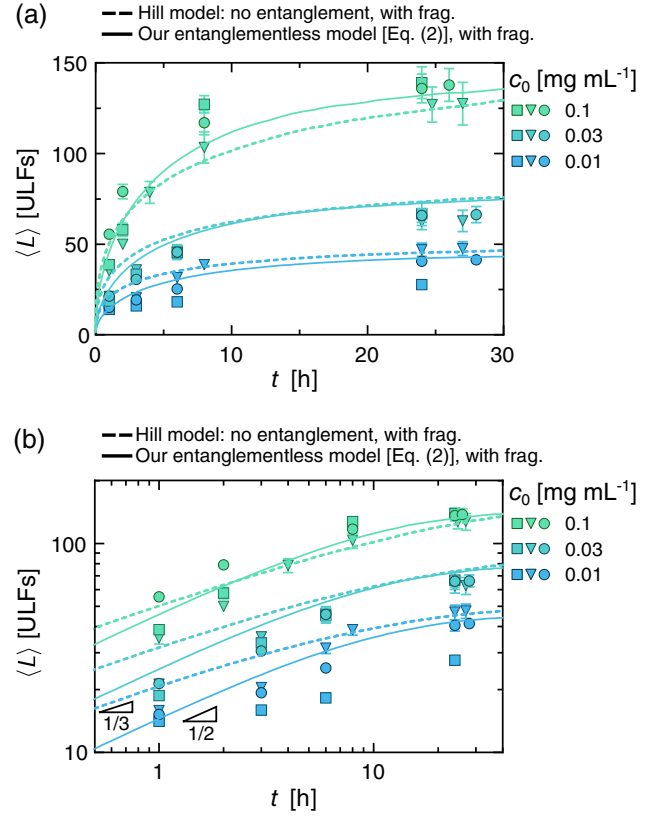 (a)
Hill model: no entanglement, with frag.
Our entanglementless model [Eq. (2)], with frag.
150
100
50
0
⟨L⟩ [ULFs]
0 10 20 30
t [h]
c₀ [mg mL⁻¹]
0.1
0.03
0.01
(b)
Hill model: no entanglement, with frag.
Our entanglementless model [Eq. (2)], with frag.
100
10
⟨L⟩ [ULFs]
1/3
1/2
1 10
t [h]
c₀ [mg mL⁻¹]
0.1
0.03
0.01